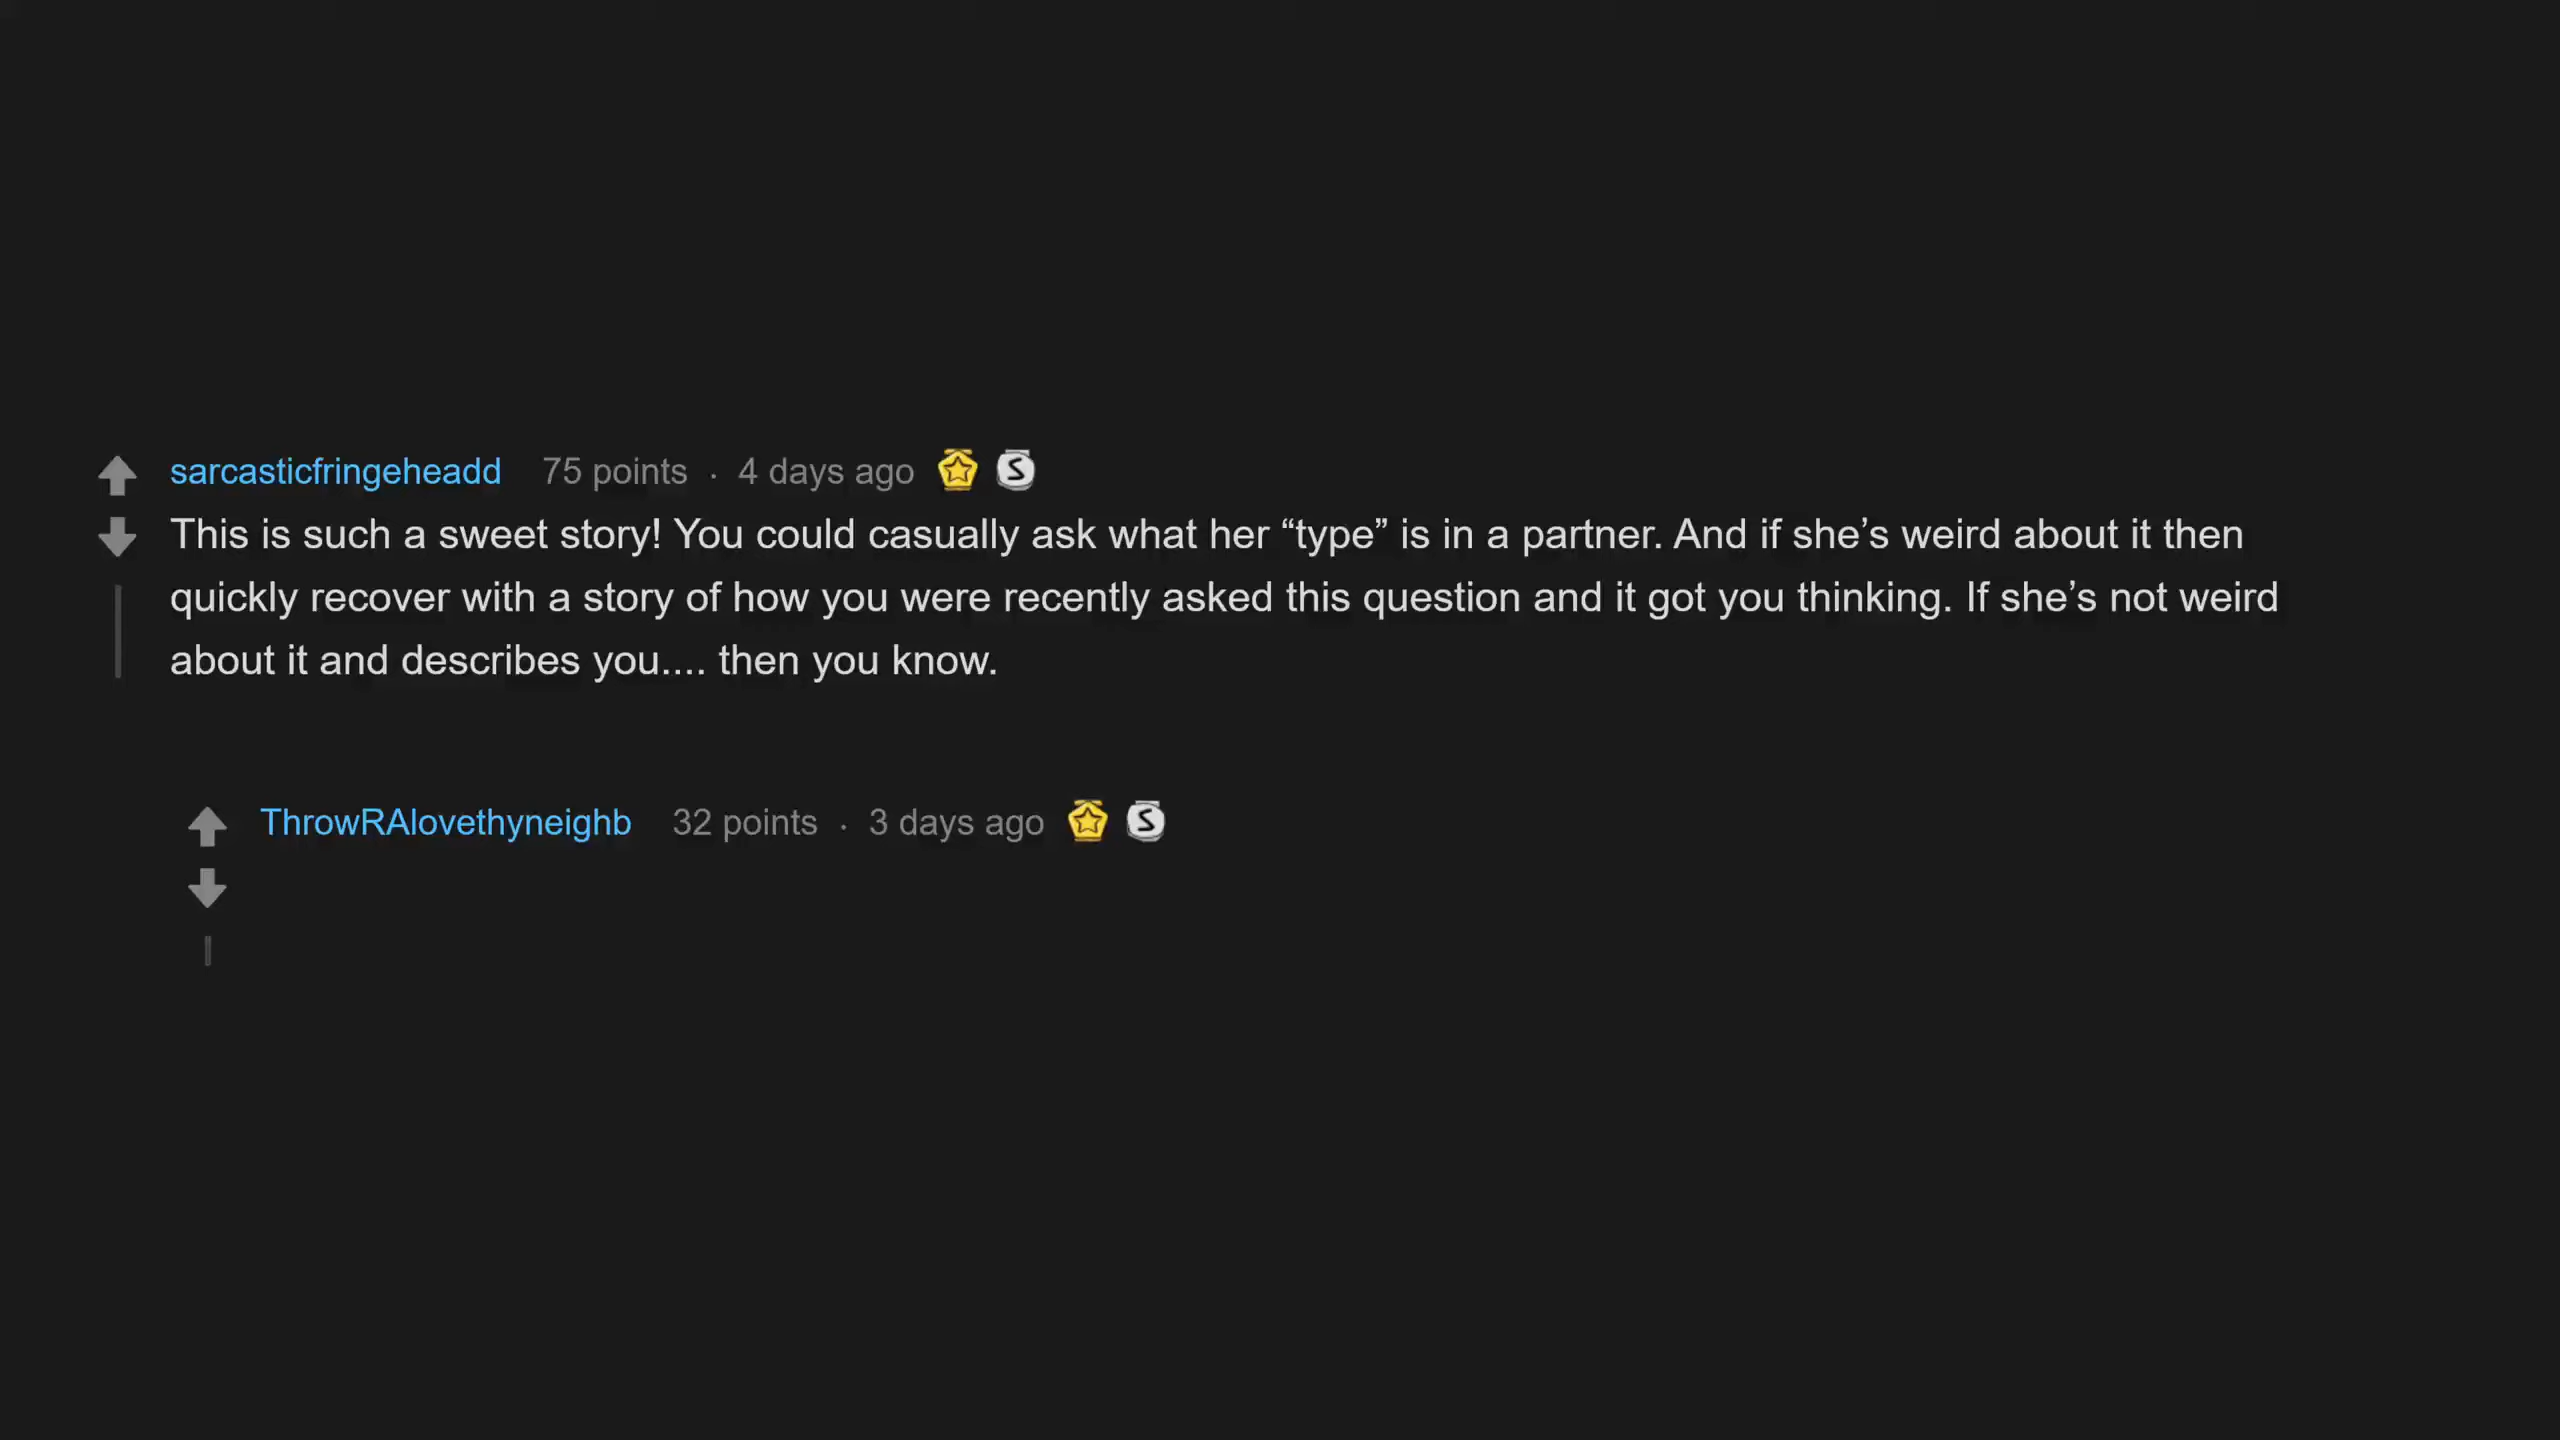 sarcasticfringeheadd 75 points · 4 days ago S
This is such a sweet story! You could casually ask what her “type” is in a partner. And if she’s weird about it then
quickly recover with a story of how you were recently asked this question and it got you thinking. If she’s not weird
about it and describes you.... then you know.
ThrowRAlovethyneighb 32 points · 3 days ago S